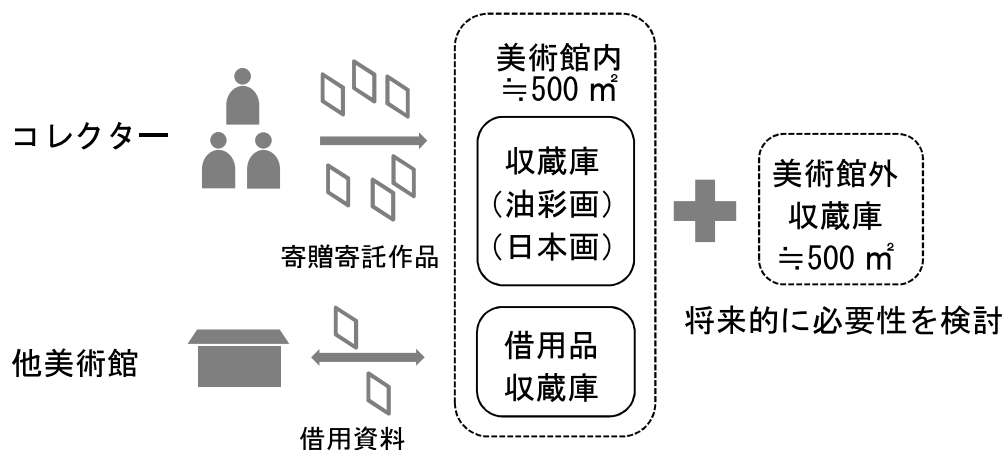 コレクター
寄贈寄託作品
他美術館
借用資料
美術館内
≒500 ㎡
収蔵庫
(油彩画)
(日本画)
借用品
収蔵庫
美術館外
収蔵庫
≒500 ㎡
将来的に必要性を検討